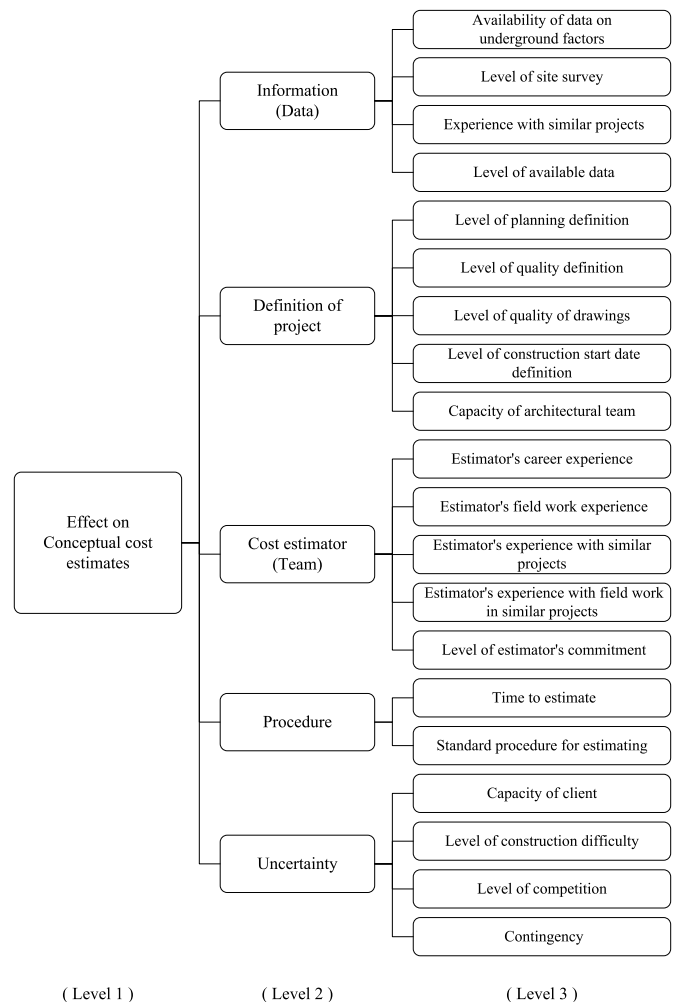 Effect on
Conceptual cost
estimates
Information
(Data)
Availability of data on
underground factors
Level of site survey
Experience with similar projects
Level of available data
Definition of
project
Level of planning definition
Level of quality definition
Level of quality of drawings
Level of construction start date
definition
Capacity of architectural team
Cost estimator
(Team)
Estimator's career experience
Estimator's field work experience
Estimator's experience with similar
projects
Estimator's experience with field work
in similar projects
Level of estimator's commitment
Procedure
Time to estimate
Standard procedure for estimating
Uncertainty
Capacity of client
Level of construction difficulty
Level of competition
Contingency
( Level 1 )
( Level 2 )
( Level 3 )